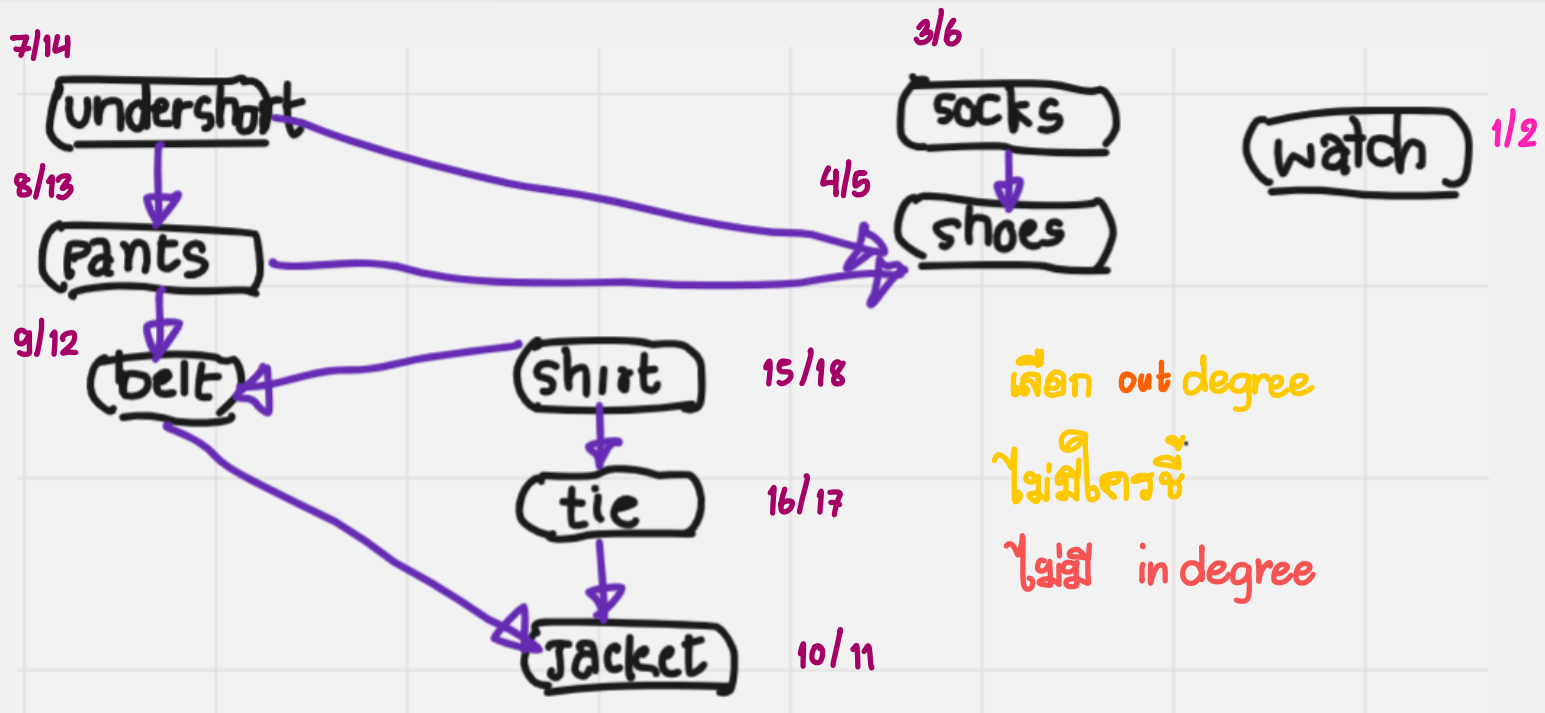 7/14
undershort
3/6
socks
watch
1/2
8/13
pants
4/5
shoes
9/12
belt
shirt
15/18
tie
16/17
Jacket
10/11
เลือก out degree
ไม่มีใครชี้
ไม่มี in degree